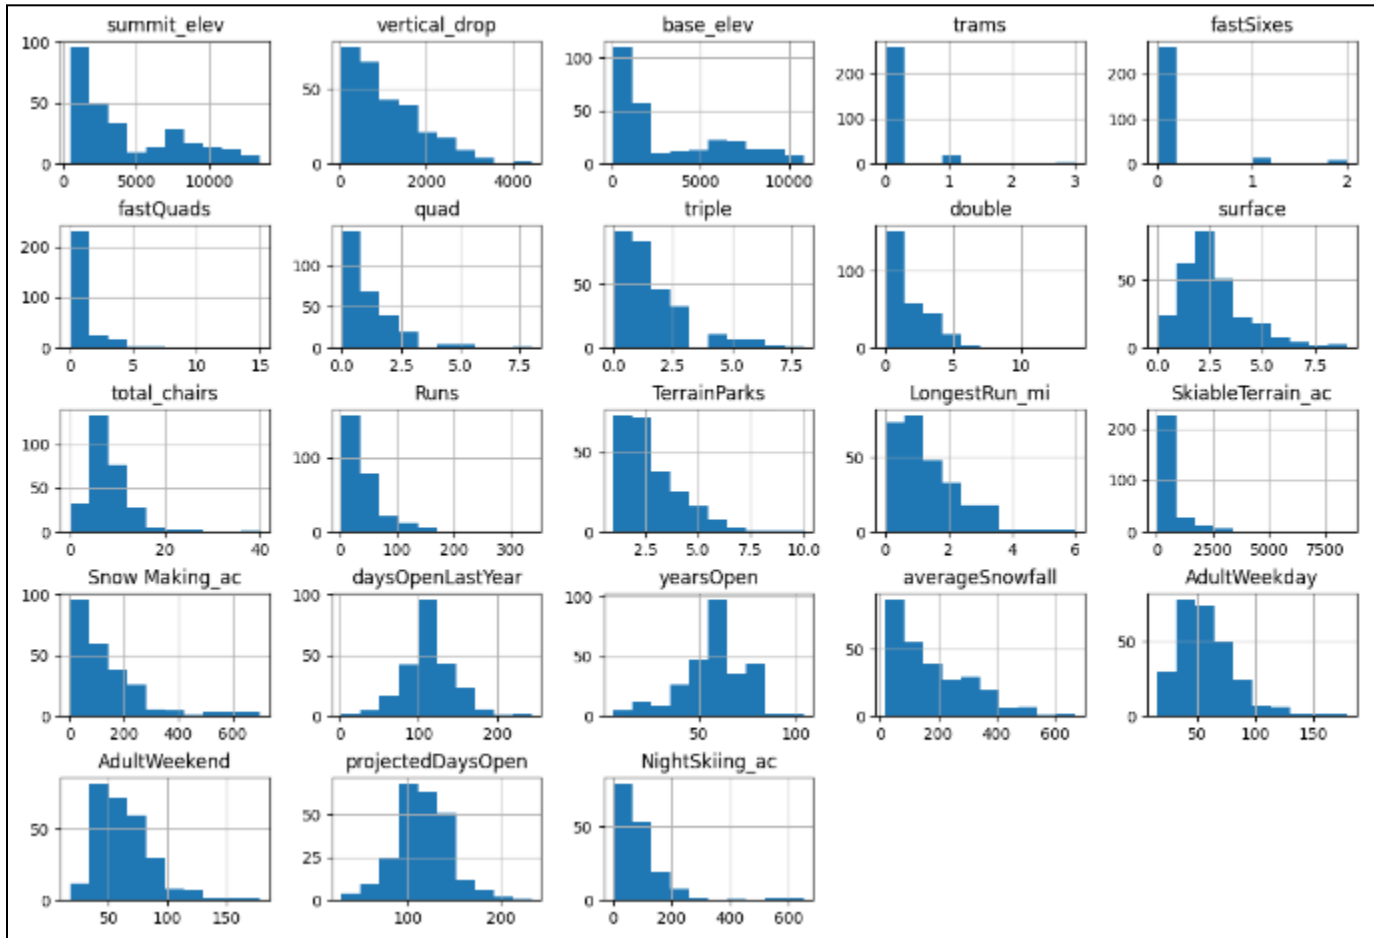 summit_elev vertical_drop base_elev trams fastSixes
100 50 0 0 5000 10000
50 0 0 2000 4000
100 50 0 0 5000 10000
200 100 0 0 1 2 3
200 100 0 0 1 2
fastQuads quad triple double surface
200 100 0 0 5 10 15
100 50 0 0.0 2.5 5.0 7.5
50 0 0.0 2.5 5.0 7.5
100 0 0 5 10
50 0 0.0 2.5 5.0 7.5
total_chairs Runs TerrainParks LongestRun_mi SkiableTerrain_ac
100 50 0 0 20 40
100 0 0 100 200 300
50 0 2.5 5.0 7.5 10.0
50 0 0 2 4 6
200 100 0 0 2500 5000 7500
Snow Making_ac daysOpenLastYear yearsOpen averageSnowfall AdultWeekday
100 50 0 0 200 400 600
100 50 0 0 100 200
100 50 0 50 100
50 0 0 200 400 600
50 0 50 100 150
AdultWeekend projectedDaysOpen NightSkiing_ac
50 0 50 100 150
50 25 0 100 200
50 0 0 200 400 600